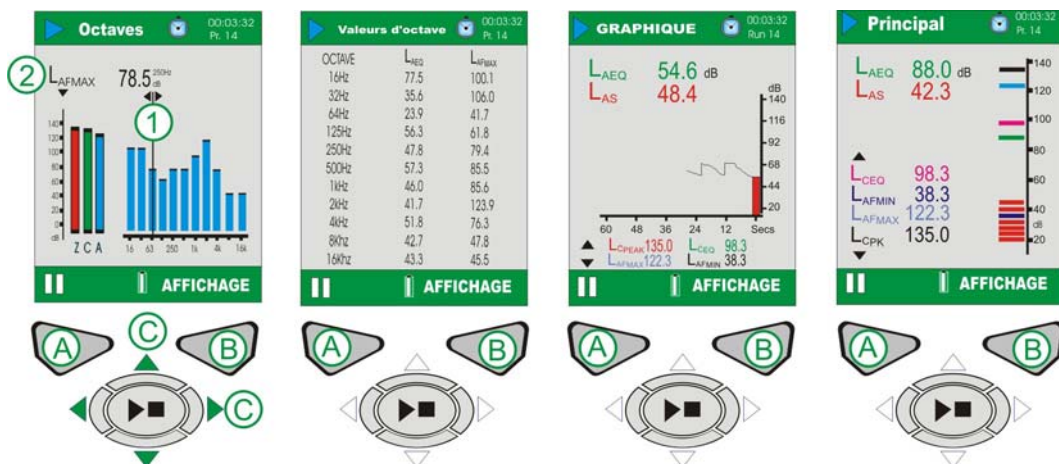 Octaves 00:03:32
Pr. 14
② LAFMAX 78.5 250Hz dB
①
140
120
100
80
60
40
20
0
dB
Z C A
16 63 250 1k 4k 16k
AFFICHAGE
A C B
C
Valeurs d'octave 00:03:32
Pr. 14
OCTAVE LAEQ LAFMAX
16Hz 77.5 100.1
32Hz 35.6 106.0
64Hz 23.9 41.7
125Hz 56.3 61.8
250Hz 47.8 79.4
500Hz 57.3 85.5
1kHz 46.0 85.6
2kHz 41.7 123.9
4kHz 51.8 76.3
8Khz 42.7 47.8
16Khz 43.3 45.5
AFFICHAGE
A B
GRAPHIQUE 00:03:32
Run 14
LAEQ 54.6 dB
LAS 48.4
dB
140
116
92
68
44
20
60 48 36 24 12 Secs
LCPEAK 135.0 LCEQ 98.3
LAFMAX 122.3 LAFMIN 38.3
AFFICHAGE
A B
Principal 00:03:32
Pr. 14
LAEQ 88.0 dB
LAS 42.3
LCEQ 98.3
LAFMIN 38.3
LAFMAX 122.3
LCPK 135.0
140
120
100
80
60
40
dB
20
AFFICHAGE
A B